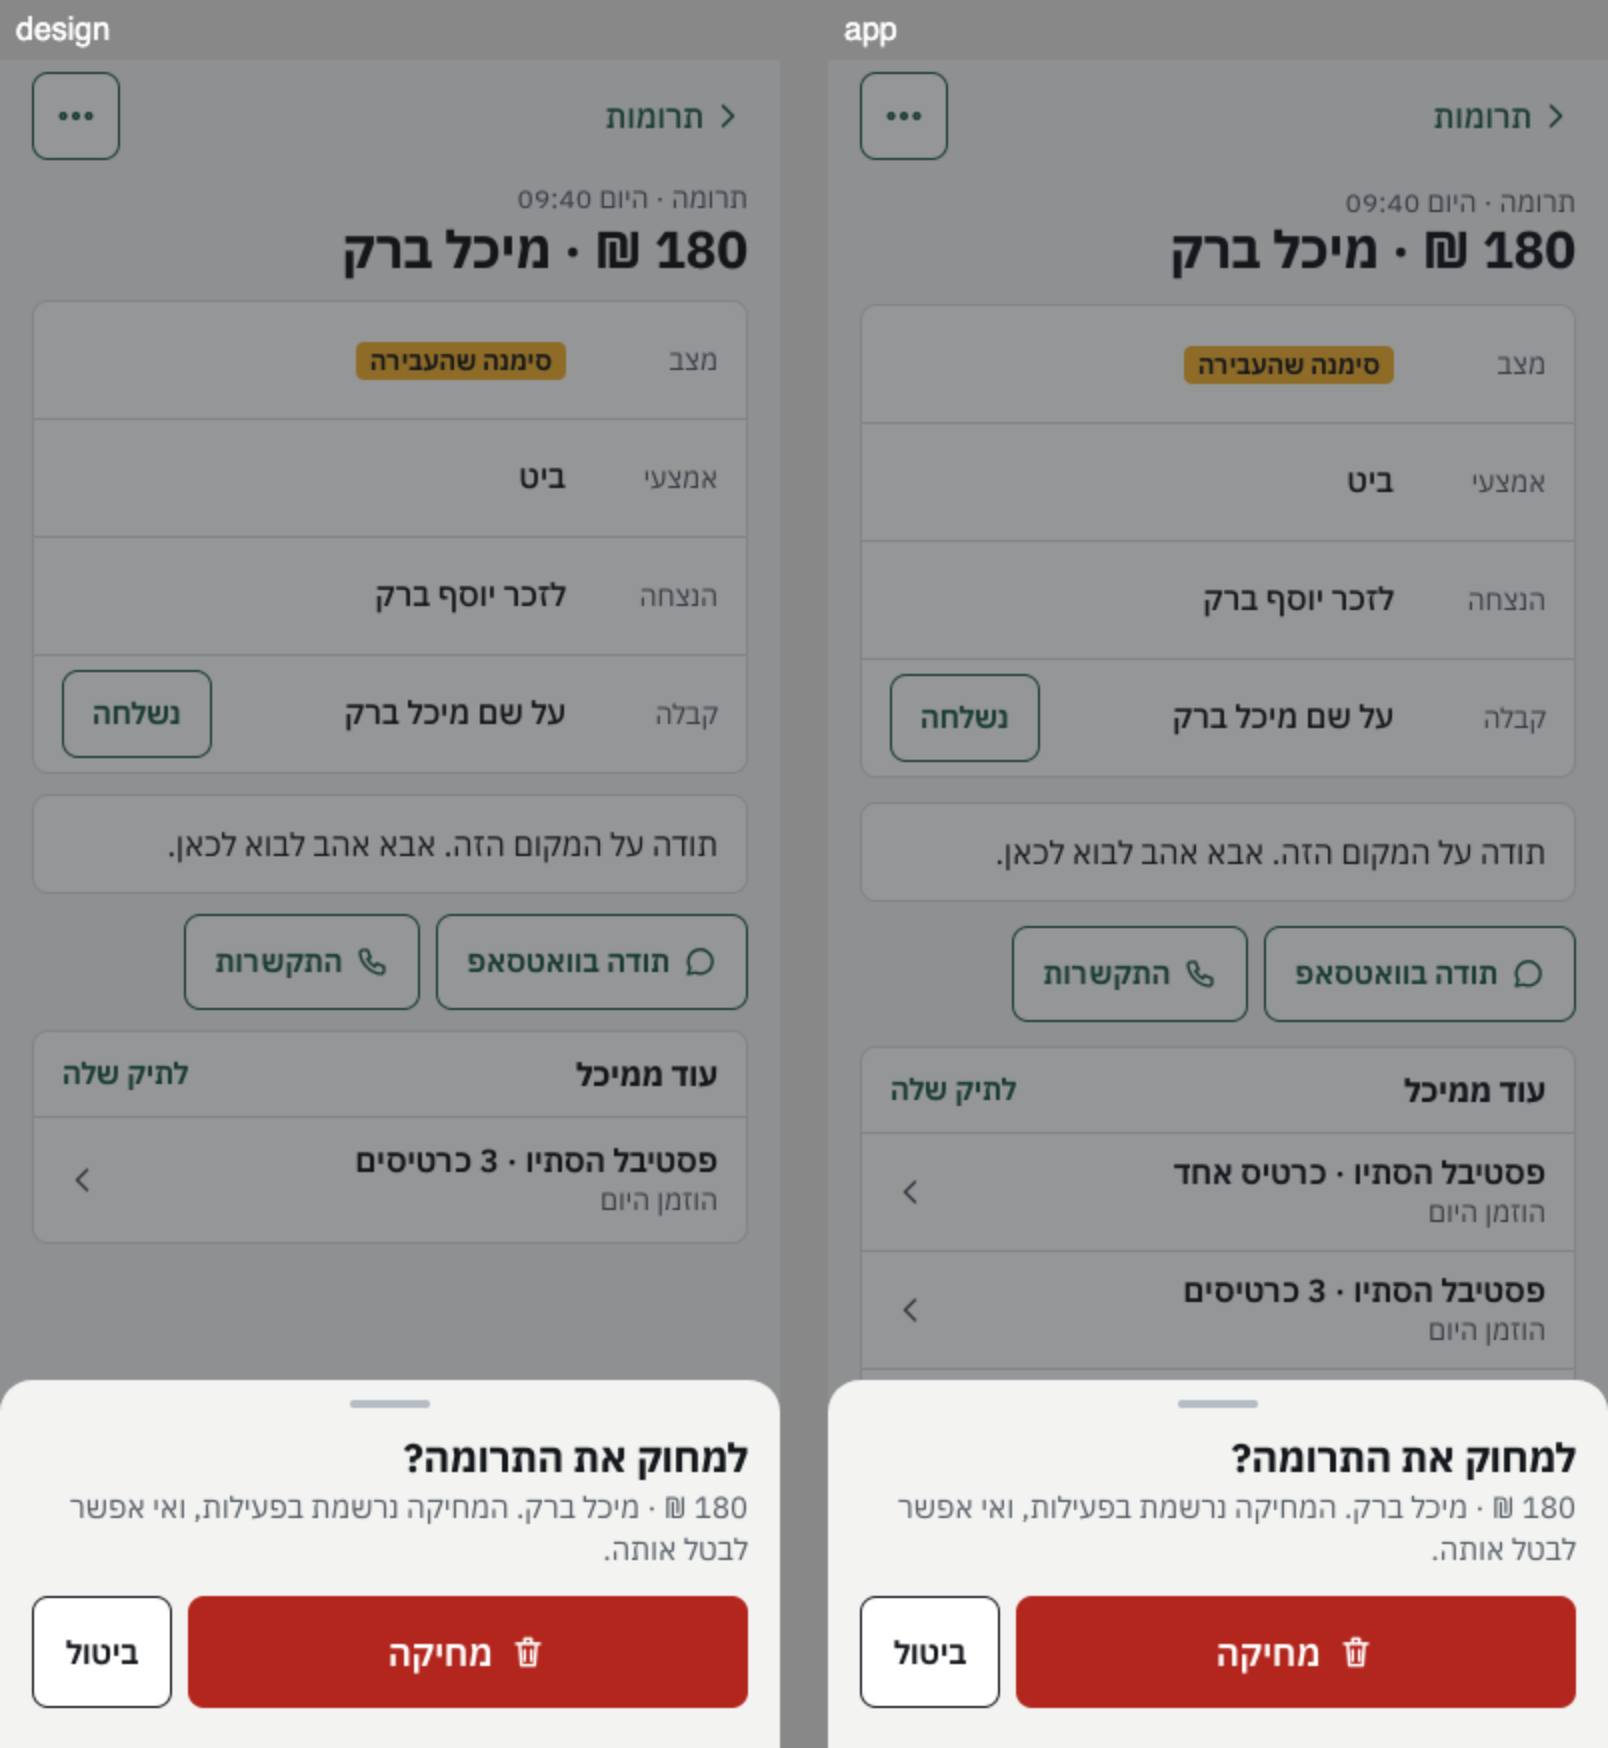 design
תרומות
תרומה · היום 09:40
180 ₪ · מיכל ברק
מצב סימנה שהעבירה
אמצעי ביט
הנצחה לזכר יוסף ברק
קבלה על שם מיכל ברק נשלחה
תודה על המקום הזה. אבא אהב לבוא לכאן.
תודה בוואטסאפ התקשרות
עוד ממיכל לתיק שלה
פסטיבל הסתיו · 3 כרטיסים
הוזמן היום
למחוק את התרומה?
180 ₪ · מיכל ברק. המחיקה נרשמת בפעילות, ואי אפשר
לבטל אותה.
מחיקה ביטול
app
תרומות
תרומה · היום 09:40
180 ₪ · מיכל ברק
מצב סימנה שהעבירה
אמצעי ביט
הנצחה לזכר יוסף ברק
קבלה על שם מיכל ברק נשלחה
תודה על המקום הזה. אבא אהב לבוא לכאן.
תודה בוואטסאפ התקשרות
עוד ממיכל לתיק שלה
פסטיבל הסתיו · כרטיס אחד
הוזמן היום
פסטיבל הסתיו · 3 כרטיסים
הוזמן היום
למחוק את התרומה?
180 ₪ · מיכל ברק. המחיקה נרשמת בפעילות, ואי אפשר
לבטל אותה.
מחיקה ביטול